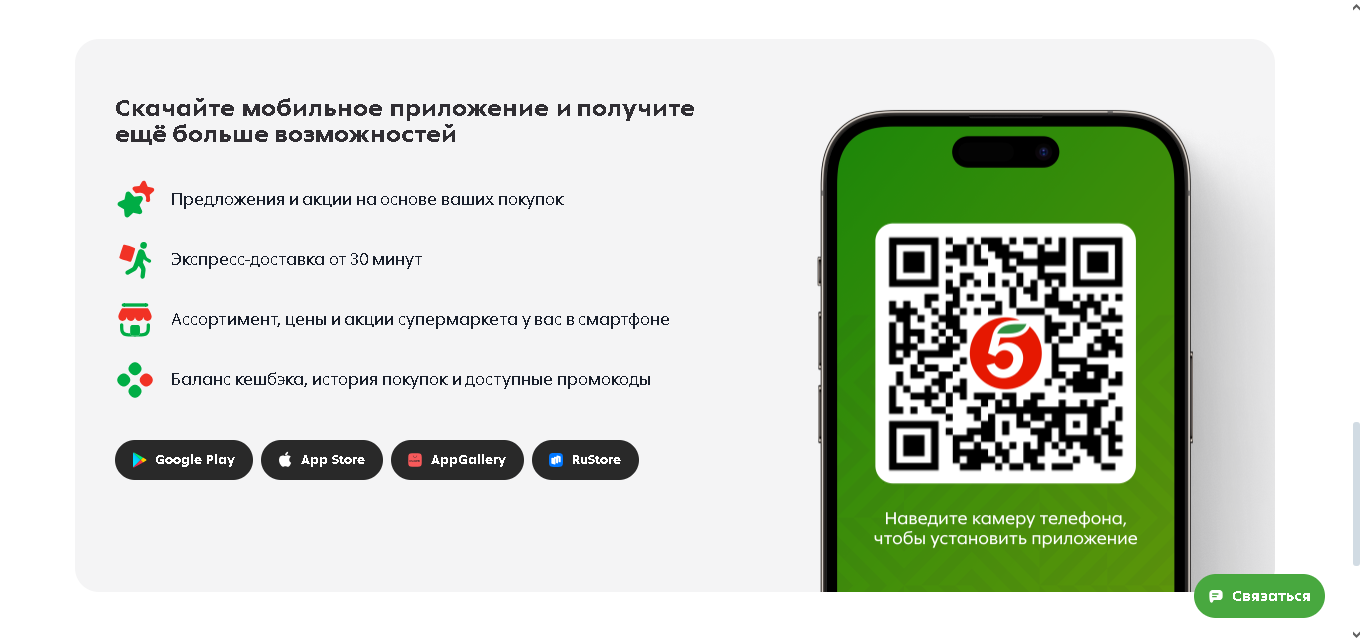 Скачайте мобильное приложение и получите
ещё больше возможностей
Предложения и акции на основе ваших покупок
Экспресс-доставка от 30 минут
Ассортимент, цены и акции супермаркета у вас в смартфоне
Баланс кешбэка, история покупок и доступные промокоды
Google Play
App Store
AppGallery
RuStore
5
Наведите камеру телефона,
чтобы установить приложение
Связаться